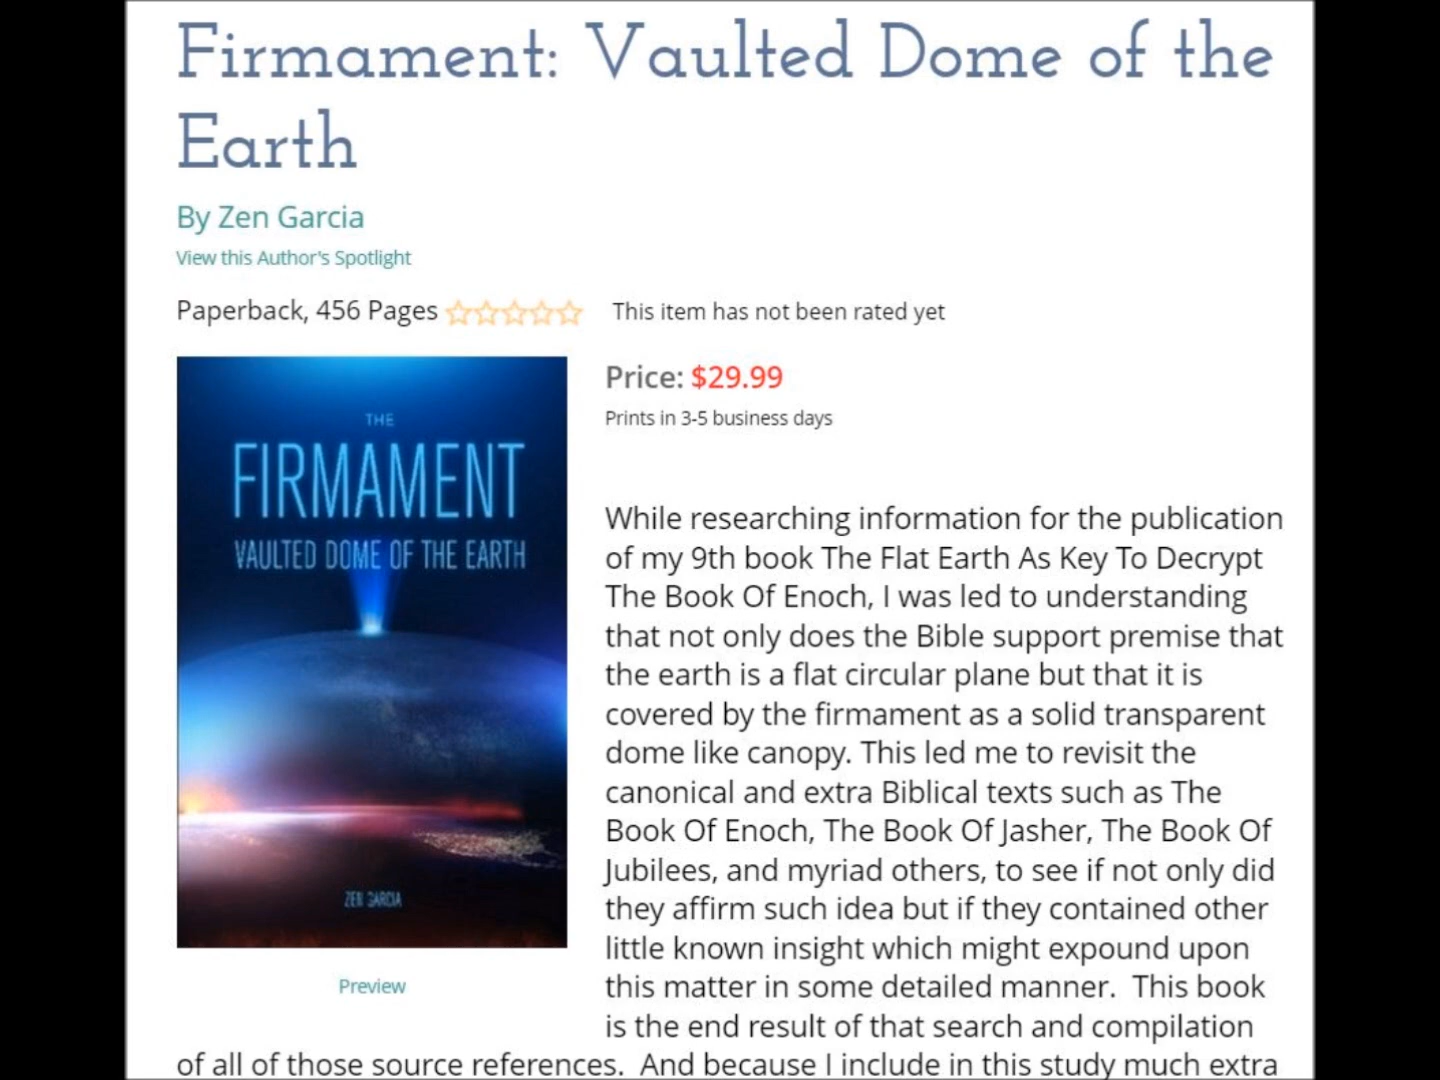 Firmament: Vaulted Dome of the
Earth
By Zen Garcia
View this Author's Spotlight
Paperback, 456 Pages
This item has not been rated yet
THE
FIRMAMENT
VAULTED DOME OF THE EARTH
ZEN GARCIA
Preview
Price: $29.99
Prints in 3-5 business days
While researching information for the publication
of my 9th book The Flat Earth As Key To Decrypt
The Book Of Enoch, I was led to understanding
that not only does the Bible support premise that
the earth is a flat circular plane but that it is
covered by the firmament as a solid transparent
dome like canopy. This led me to revisit the
canonical and extra Biblical texts such as The
Book Of Enoch, The Book Of Jasher, The Book Of
Jubilees, and myriad others, to see if not only did
they affirm such idea but if they contained other
little known insight which might expound upon
this matter in some detailed manner.  This book
is the end result of that search and compilation
of all of those source references.  And because I include in this study much extra